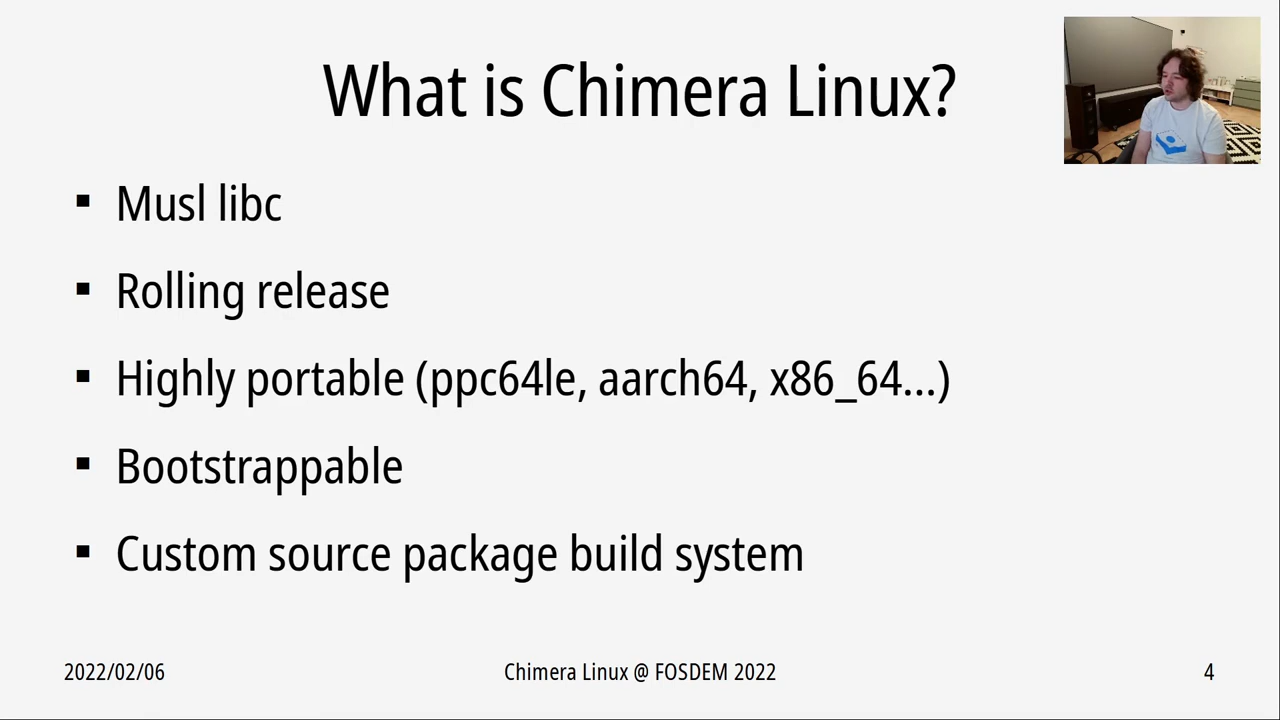 What is Chimera Linux?
▪ Musl libc
▪ Rolling release
▪ Highly portable (ppc64le, aarch64, x86_64...)
▪ Bootstrappable
▪ Custom source package build system
2022/02/06
Chimera Linux @ FOSDEM 2022
4